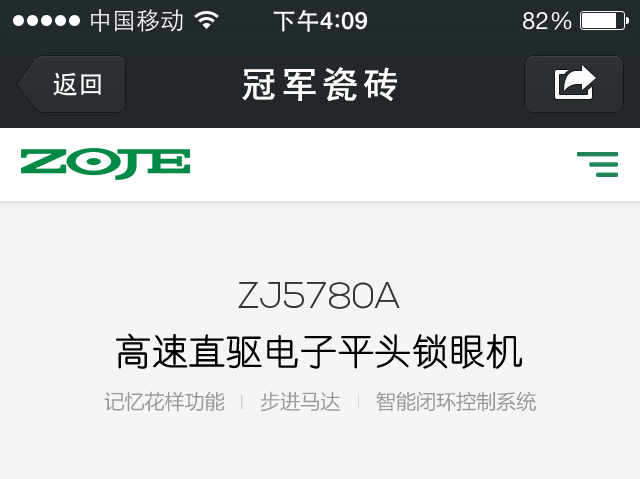 中国移动 下午4:09 82%
返回 冠军瓷砖
ZOJE
ZJ5780A
高速直驱电子平头锁眼机
记忆花样功能 | 步进马达 | 智能闭环控制系统